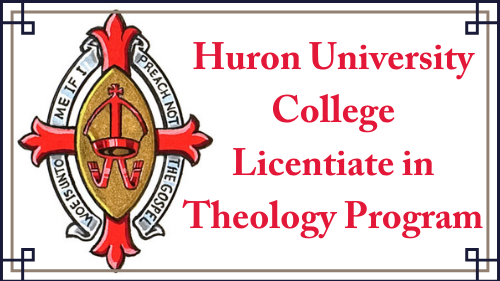 WOE IS UNTO ME IF I
PREACH NOT THE GOSPEL
Huron University
College
Licentiate in
Theology Program